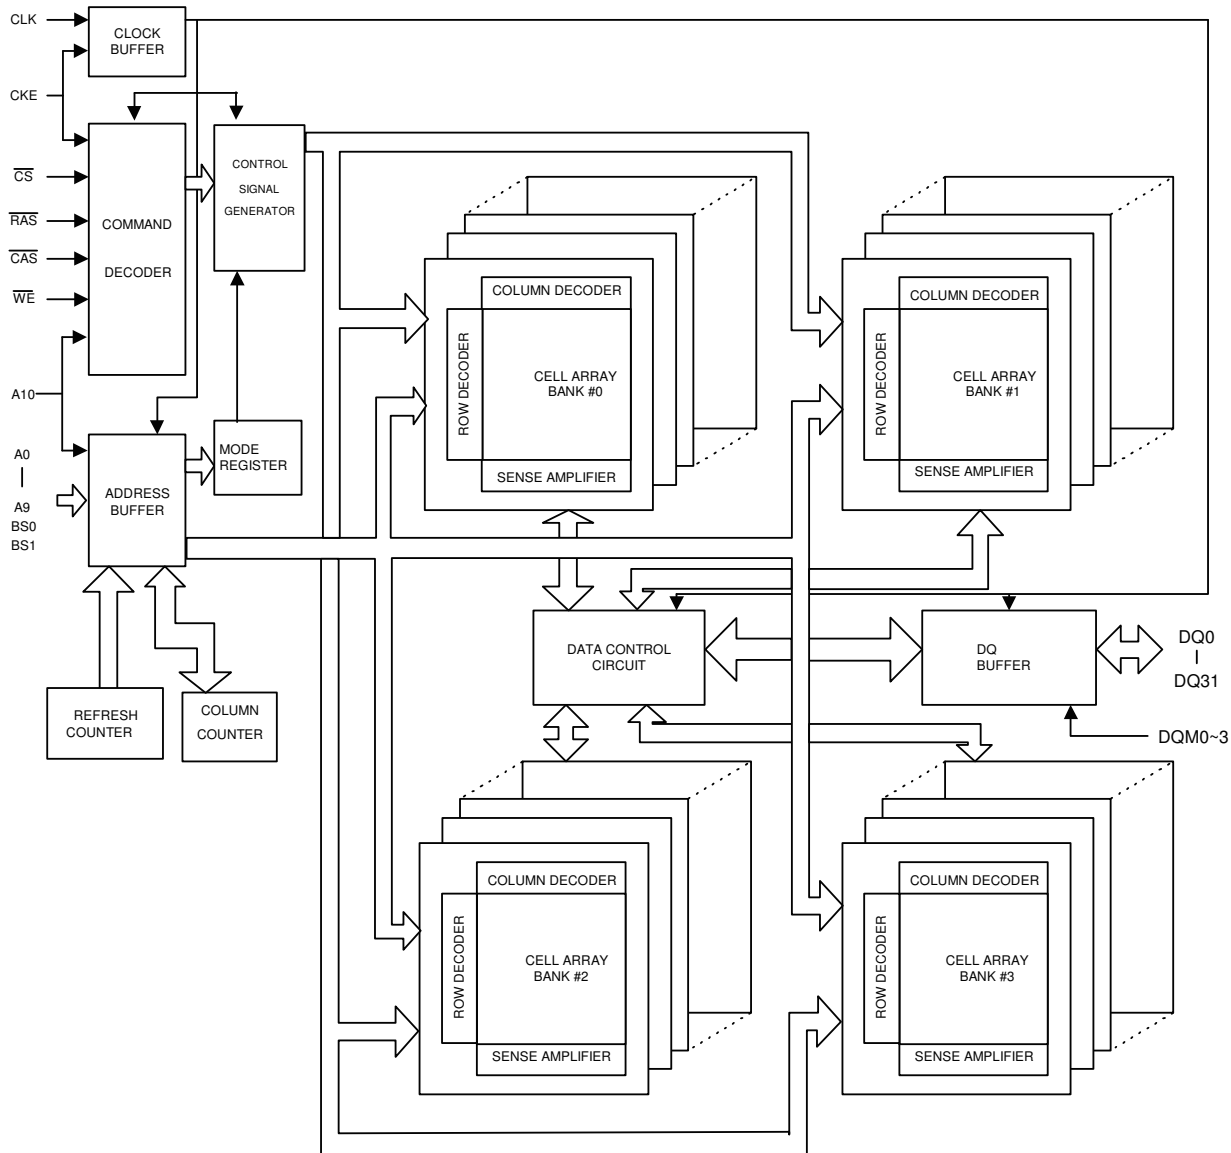 CLK
CLOCK
BUFFER
CKE
CS
RAS
CAS
WE
COMMAND
DECODER
CONTROL
SIGNAL
GENERATOR
A10
A0
A9
BS0
BS1
ADDRESS
BUFFER
MODE
REGISTER
REFRESH
COUNTER
COLUMN
COUNTER
COLUMN DECODER
ROW DECODER
CELL ARRAY
BANK #0
SENSE AMPLIFIER
COLUMN DECODER
ROW DECODER
CELL ARRAY
BANK #1
SENSE AMPLIFIER
DATA CONTROL
CIRCUIT
DQ
BUFFER
DQ0
DQ31
DQM0~3
COLUMN DECODER
ROW DECODER
CELL ARRAY
BANK #2
SENSE AMPLIFIER
COLUMN DECODER
ROW DECODER
CELL ARRAY
BANK #3
SENSE AMPLIFIER